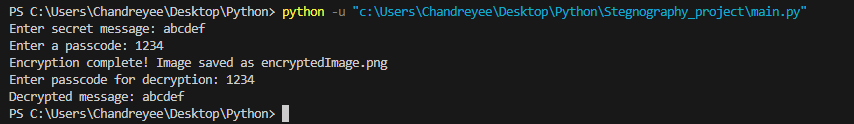 PS C:\Users\Chandreyee\Desktop\Python> python -u "c:\Users\Chandreyee\Desktop\Python\Stegnography_project\main.py"
Enter secret message: abcdef
Enter a passcode: 1234
Encryption complete! Image saved as encryptedImage.png
Enter passcode for decryption: 1234
Decrypted message: abcdef
PS C:\Users\Chandreyee\Desktop\Python>